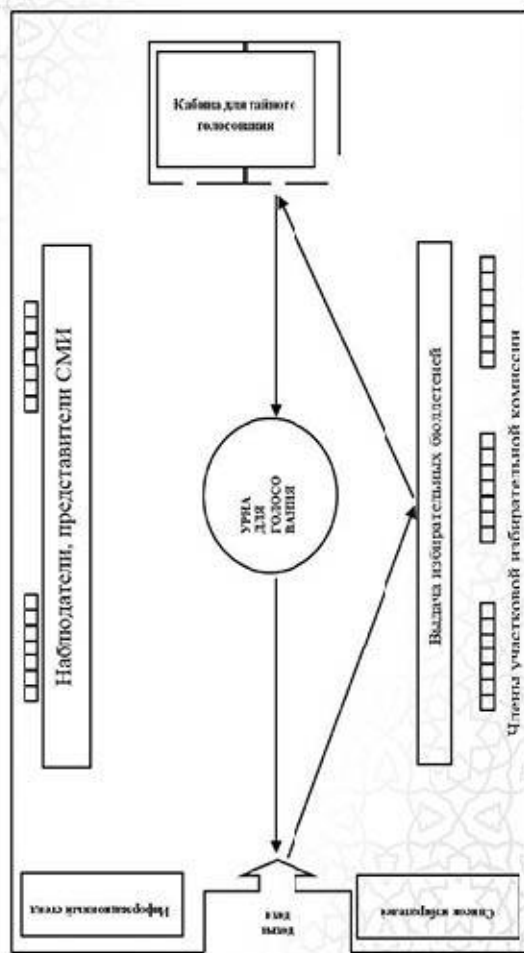 Кабина для тайного
голосования
Наблюдатели, представители СМИ
УРНА
ДЛЯ
ГОЛОСО
ВАНИЯ
Выдача избирательных бюллетеней
Члены участковой избирательной комиссии
Информационный стенд
Список избирателей